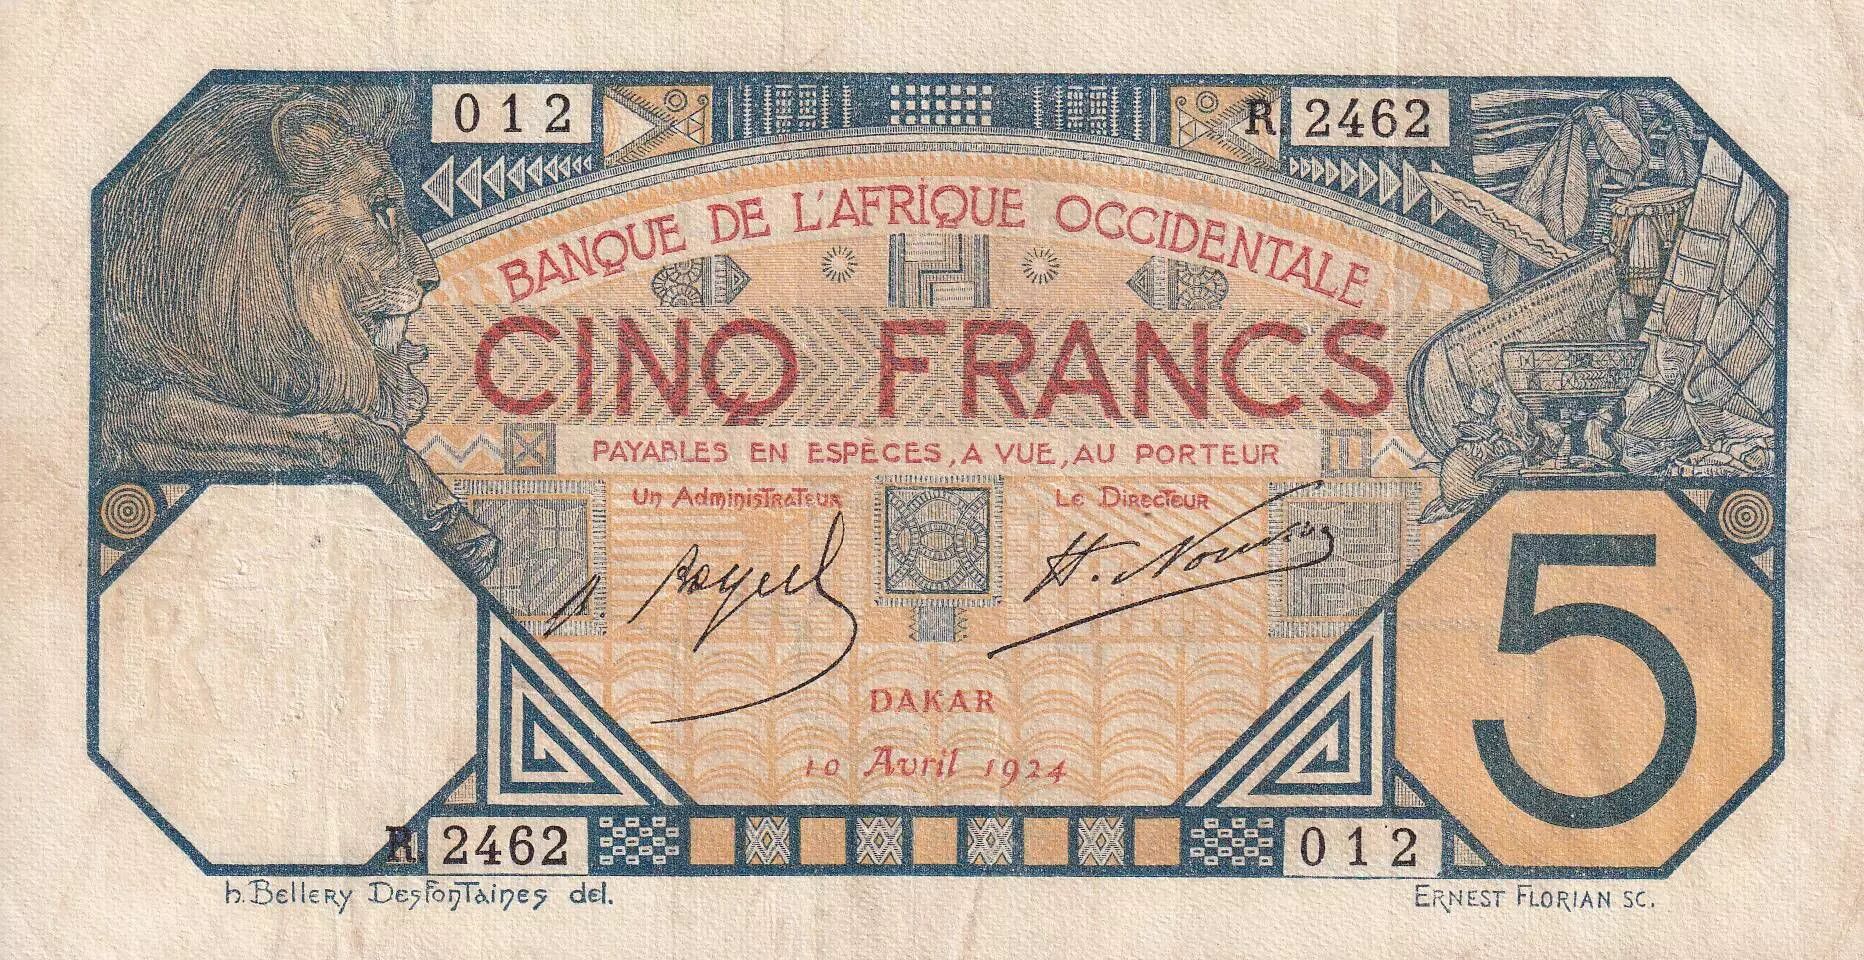 012
R. 2462
BANQUE DE L'AFRIQUE OCCIDENTALE
CINQ FRANCS
PAYABLES EN ESPÈCES, A VUE, AU PORTEUR
Un Administrateur
Le Directeur
DAKAR
10 Avril 1924
5
R. 2462
012
h. Bellery Desfontaines del.
ERNEST FLORIAN SC.